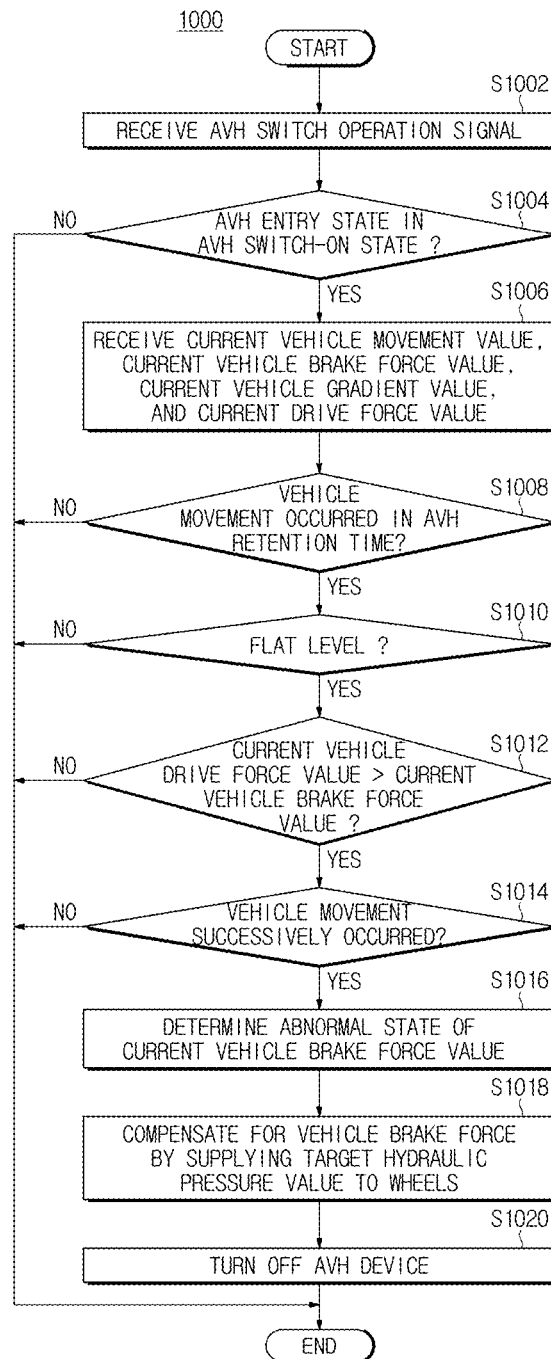 1000
START
S1002
RECEIVE AVH SWITCH OPERATION SIGNAL
S1004
NO
AVH ENTRY STATE IN
AVH SWITCH-ON STATE ?
YES
S1006
RECEIVE CURRENT VEHICLE MOVEMENT VALUE,
CURRENT VEHICLE BRAKE FORCE VALUE,
CURRENT VEHICLE GRADIENT VALUE,
AND CURRENT DRIVE FORCE VALUE
S1008
NO
VEHICLE
MOVEMENT OCCURRED IN AVH
RETENTION TIME?
YES
S1010
NO
FLAT LEVEL ?
YES
S1012
NO
CURRENT VEHICLE
DRIVE FORCE VALUE > CURRENT
VEHICLE BRAKE FORCE
VALUE ?
YES
S1014
NO
VEHICLE MOVEMENT
SUCCESSIVELY OCCURRED?
YES
S1016
DETERMINE ABNORMAL STATE OF
CURRENT VEHICLE BRAKE FORCE VALUE
S1018
COMPENSATE FOR VEHICLE BRAKE FORCE
BY SUPPLYING TARGET HYDRAULIC
PRESSURE VALUE TO WHEELS
S1020
TURN OFF AVH DEVICE
END